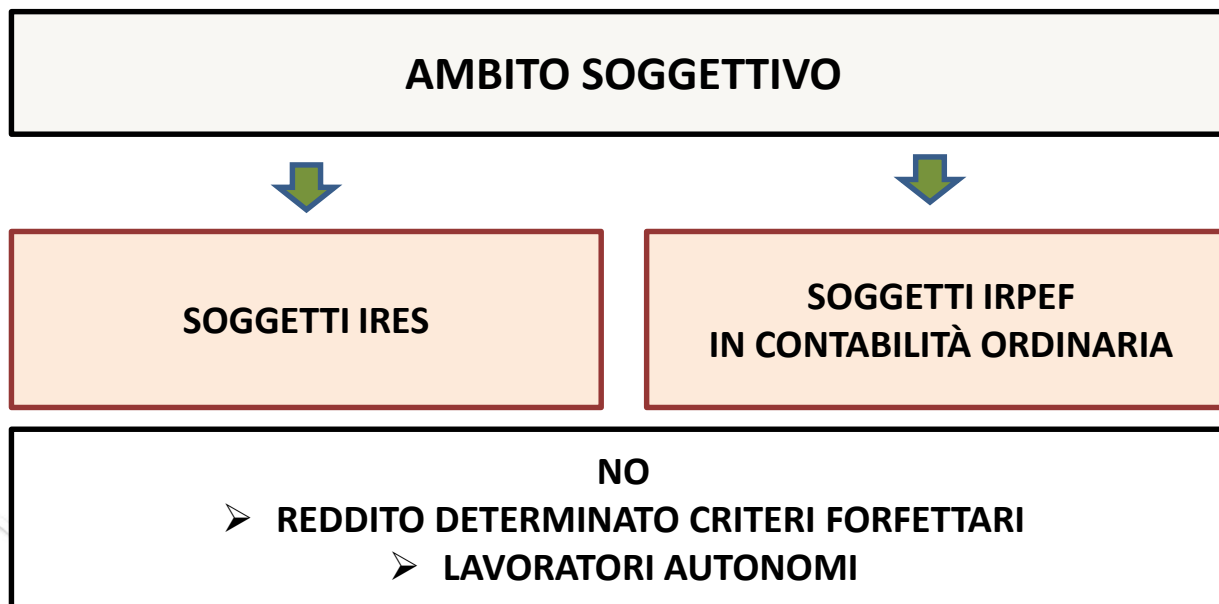 AMBITO SOGGETTIVO
SOGGETTI IRES
SOGGETTI IRPEF
IN CONTABILITÀ ORDINARIA
NO
➢ REDDITO DETERMINATO CRITERI FORFETTARI
➢ LAVORATORI AUTONOMI